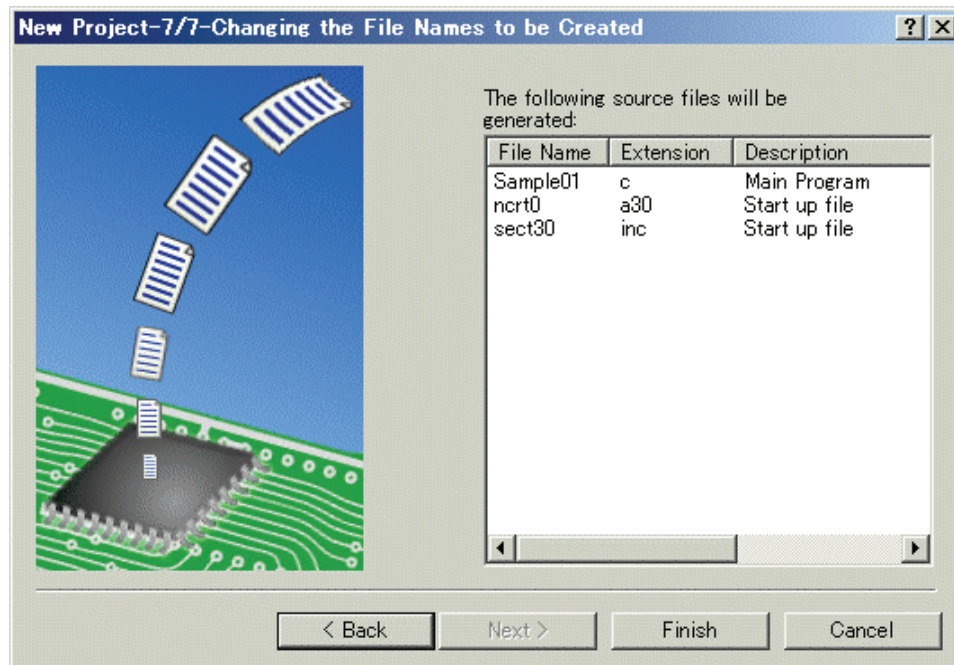 New Project-7/7-Changing the File Names to be Created
The following source files will be
generated:
File Name Extension Description
Sample01 c Main Program
ncrt0 a30 Start up file
sect30 inc Start up file
< Back Next > Finish Cancel